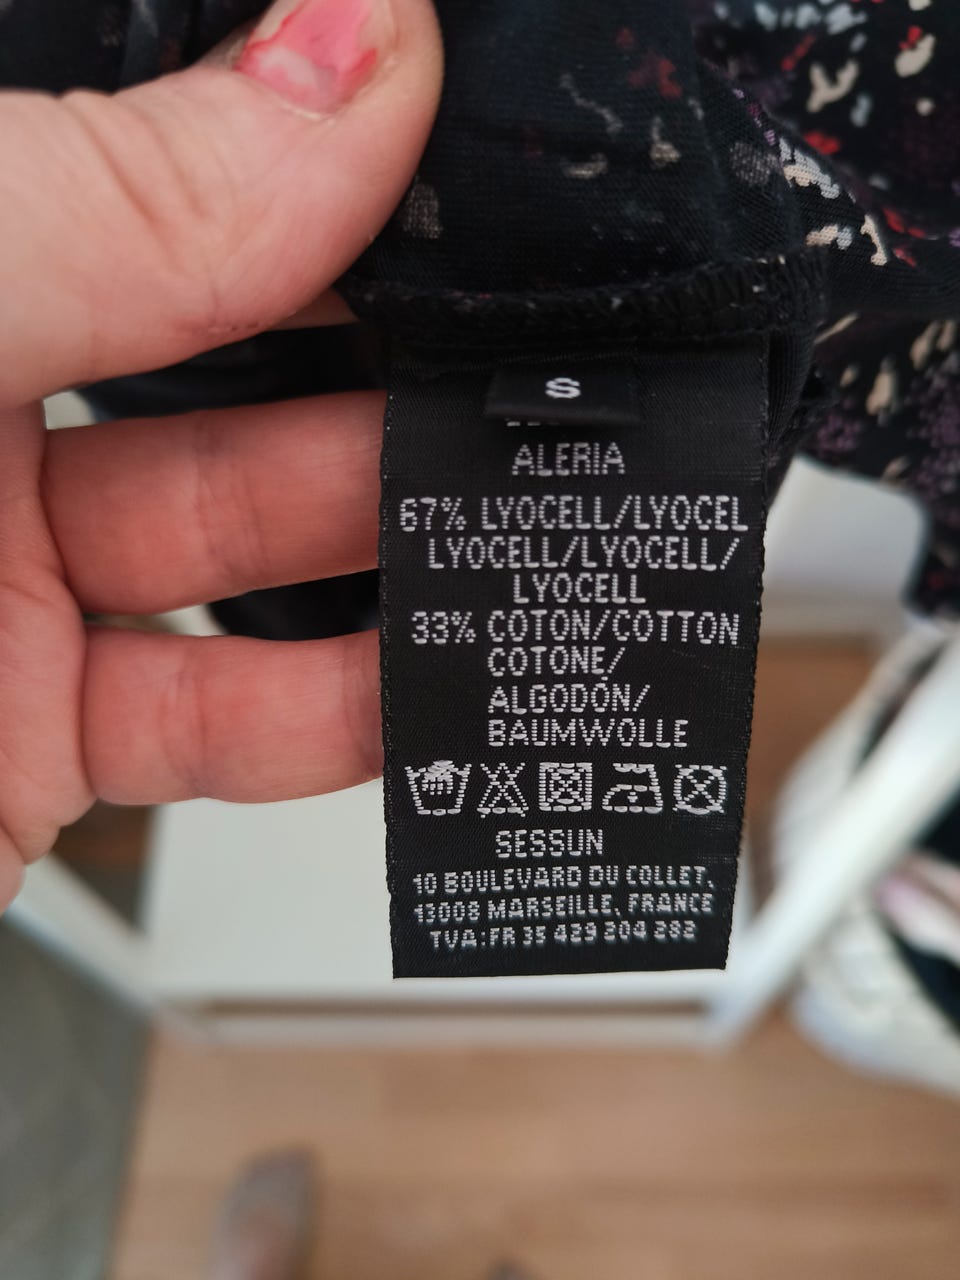 S
ALERIA
67% LYOCELL/LYOCEL
LYOCELL/LYOCELL/
LYOCELL
33% COTON/COTTON
COTONE/
ALGODÓN/
BAUMWOLLE
SESSUN
10 BOULEVARD DU COLLET,
13008 MARSEILLE, FRANCE
TVA:FR 35 429 204 282